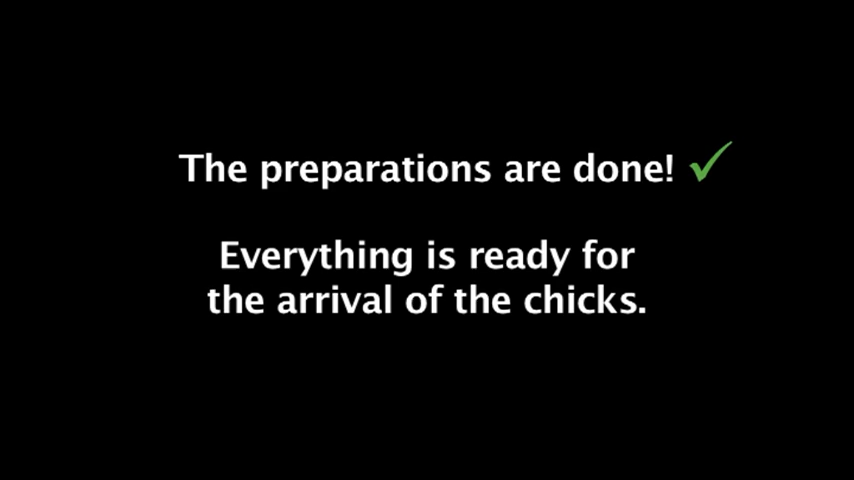 The preparations are done! ✓
Everything is ready for
the arrival of the chicks.